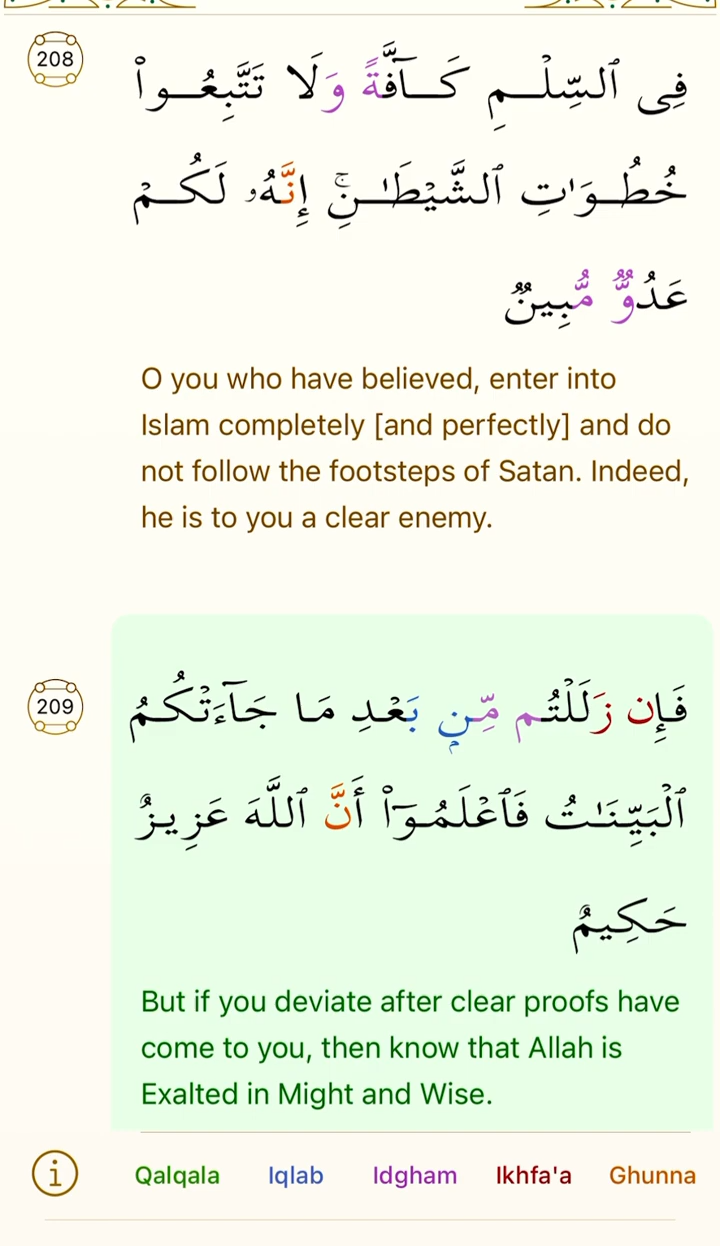 208
فِى ٱلسِّلْمِ كَآفَّةً وَلَا تَتَّبِعُوا۟
خُطُوَٰتِ ٱلشَّيْطَـٰنِ ۚ إِنَّهُۥ لَكُمْ
عَدُوٌّ مُّبِينٌ
O you who have believed, enter into
Islam completely [and perfectly] and do
not follow the footsteps of Satan. Indeed,
he is to you a clear enemy.
209
فَإِن زَلَلْتُم مِّنۢ بَعْدِ مَا جَآءَتْكُمُ
ٱلْبَيِّنَـٰتُ فَٱعْلَمُوٓا۟ أَنَّ ٱللَّهَ عَزِيزٌ
حَكِيمٌ
But if you deviate after clear proofs have
come to you, then know that Allah is
Exalted in Might and Wise.
Qalqala Iqlab Idgham Ikhfa'a Ghunna